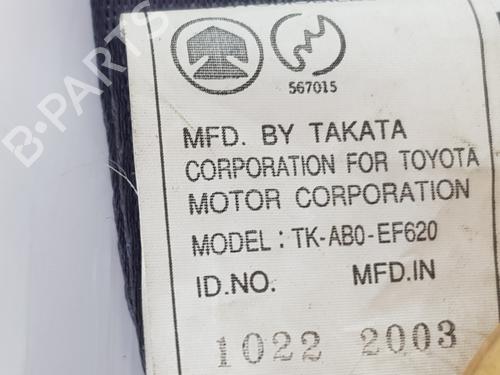 567015
MFD. BY TAKATA
CORPORATION FOR TOYOTA
MOTOR CORPORATION
MODEL : TK-AB0-EF620
ID.NO. MFD.IN
1022 2003
B-PARTS